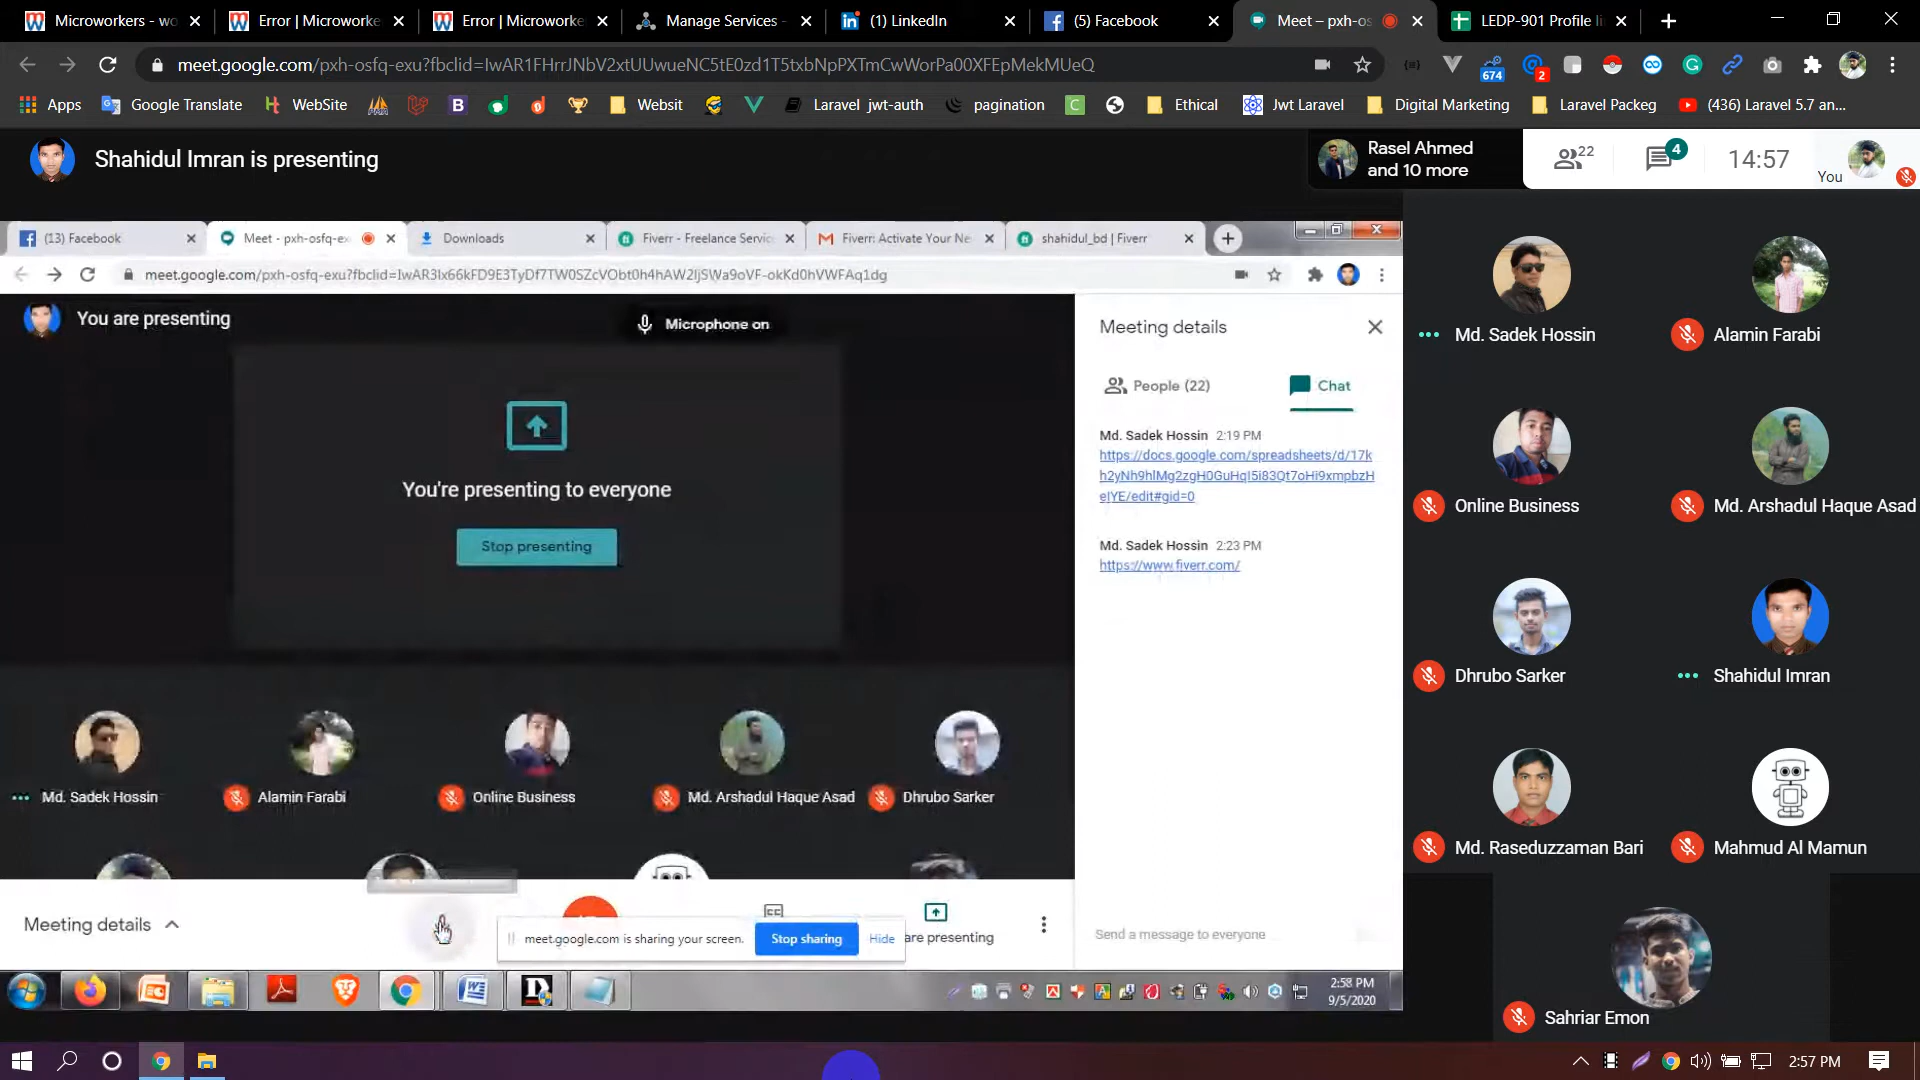 Microworkers - wo
Error | Microworke
Error | Microworke
Manage Services -
(1) LinkedIn
(5) Facebook
Meet – pxh-os
LEDP-901 Profile li
meet.google.com/pxh-osfq-exu?fbclid=IwAR1FHrrJNbV2xtUUwueNC5tE0zd1T5txbNpPXTmCwWorPa00XFEpMekMUeQ
674
2
Apps
Google Translate
WebSite
Websit
Laravel jwt-auth
pagination
Ethical
Jwt Laravel
Digital Marketing
Laravel Packeg
(436) Laravel 5.7 an...
Shahidul Imran is presenting
Rasel Ahmed
and 10 more
22
4
14:57
You
(13) Facebook
Meet - pxh-osfq-ex
Downloads
Fiverr - Freelance Servic
Fiverr: Activate Your Ne
shahidul_bd | Fiverr
meet.google.com/pxh-osfq-exu?fbclid=IwAR3Ix66kFD9E3TyDf7TW0SZcVObt0h4hAW2IjSWa9oVF-okKd0hVWFAq1dg
You are presenting
Microphone on
Meeting details
People (22)
Chat
You're presenting to everyone
Stop presenting
Md. Sadek Hossin 2:19 PM
https://docs.google.com/spreadsheets/d/17k
h2yNh9hlMg2zgH0GuHqI5i83Qt7oHi9xmpbzH
eIYE/edit#gid=0
Md. Sadek Hossin 2:23 PM
https://www.fiverr.com/
Md. Sadek Hossin
Alamin Farabi
Online Business
Md. Arshadul Haque Asad
Dhrubo Sarker
Meeting details
meet.google.com is sharing your screen.
Stop sharing
Hide
are presenting
Send a message to everyone
2:58 PM
9/5/2020
Md. Sadek Hossin
Alamin Farabi
Online Business
Md. Arshadul Haque Asad
Dhrubo Sarker
Shahidul Imran
Md. Raseduzzaman Bari
Mahmud Al Mamun
Sahriar Emon
2:57 PM